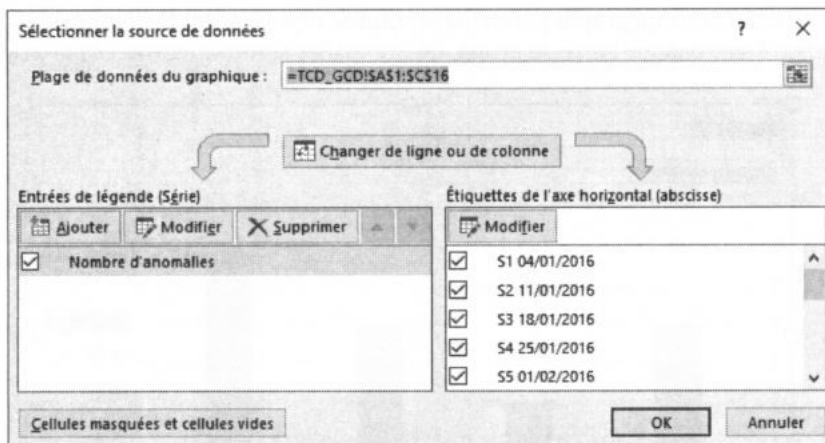 Sélectionner la source de données ? ×
Plage de données du graphique : =TCD_GCD!$A$1:$C$16
Changer de ligne ou de colonne
Entrées de légende (Série)
Ajouter Modifier Supprimer
Nombre d'anomalies
Étiquettes de l'axe horizontal (abscisse)
Modifier
S1 04/01/2016
S2 11/01/2016
S3 18/01/2016
S4 25/01/2016
S5 01/02/2016
Cellules masquées et cellules vides
OK Annuler